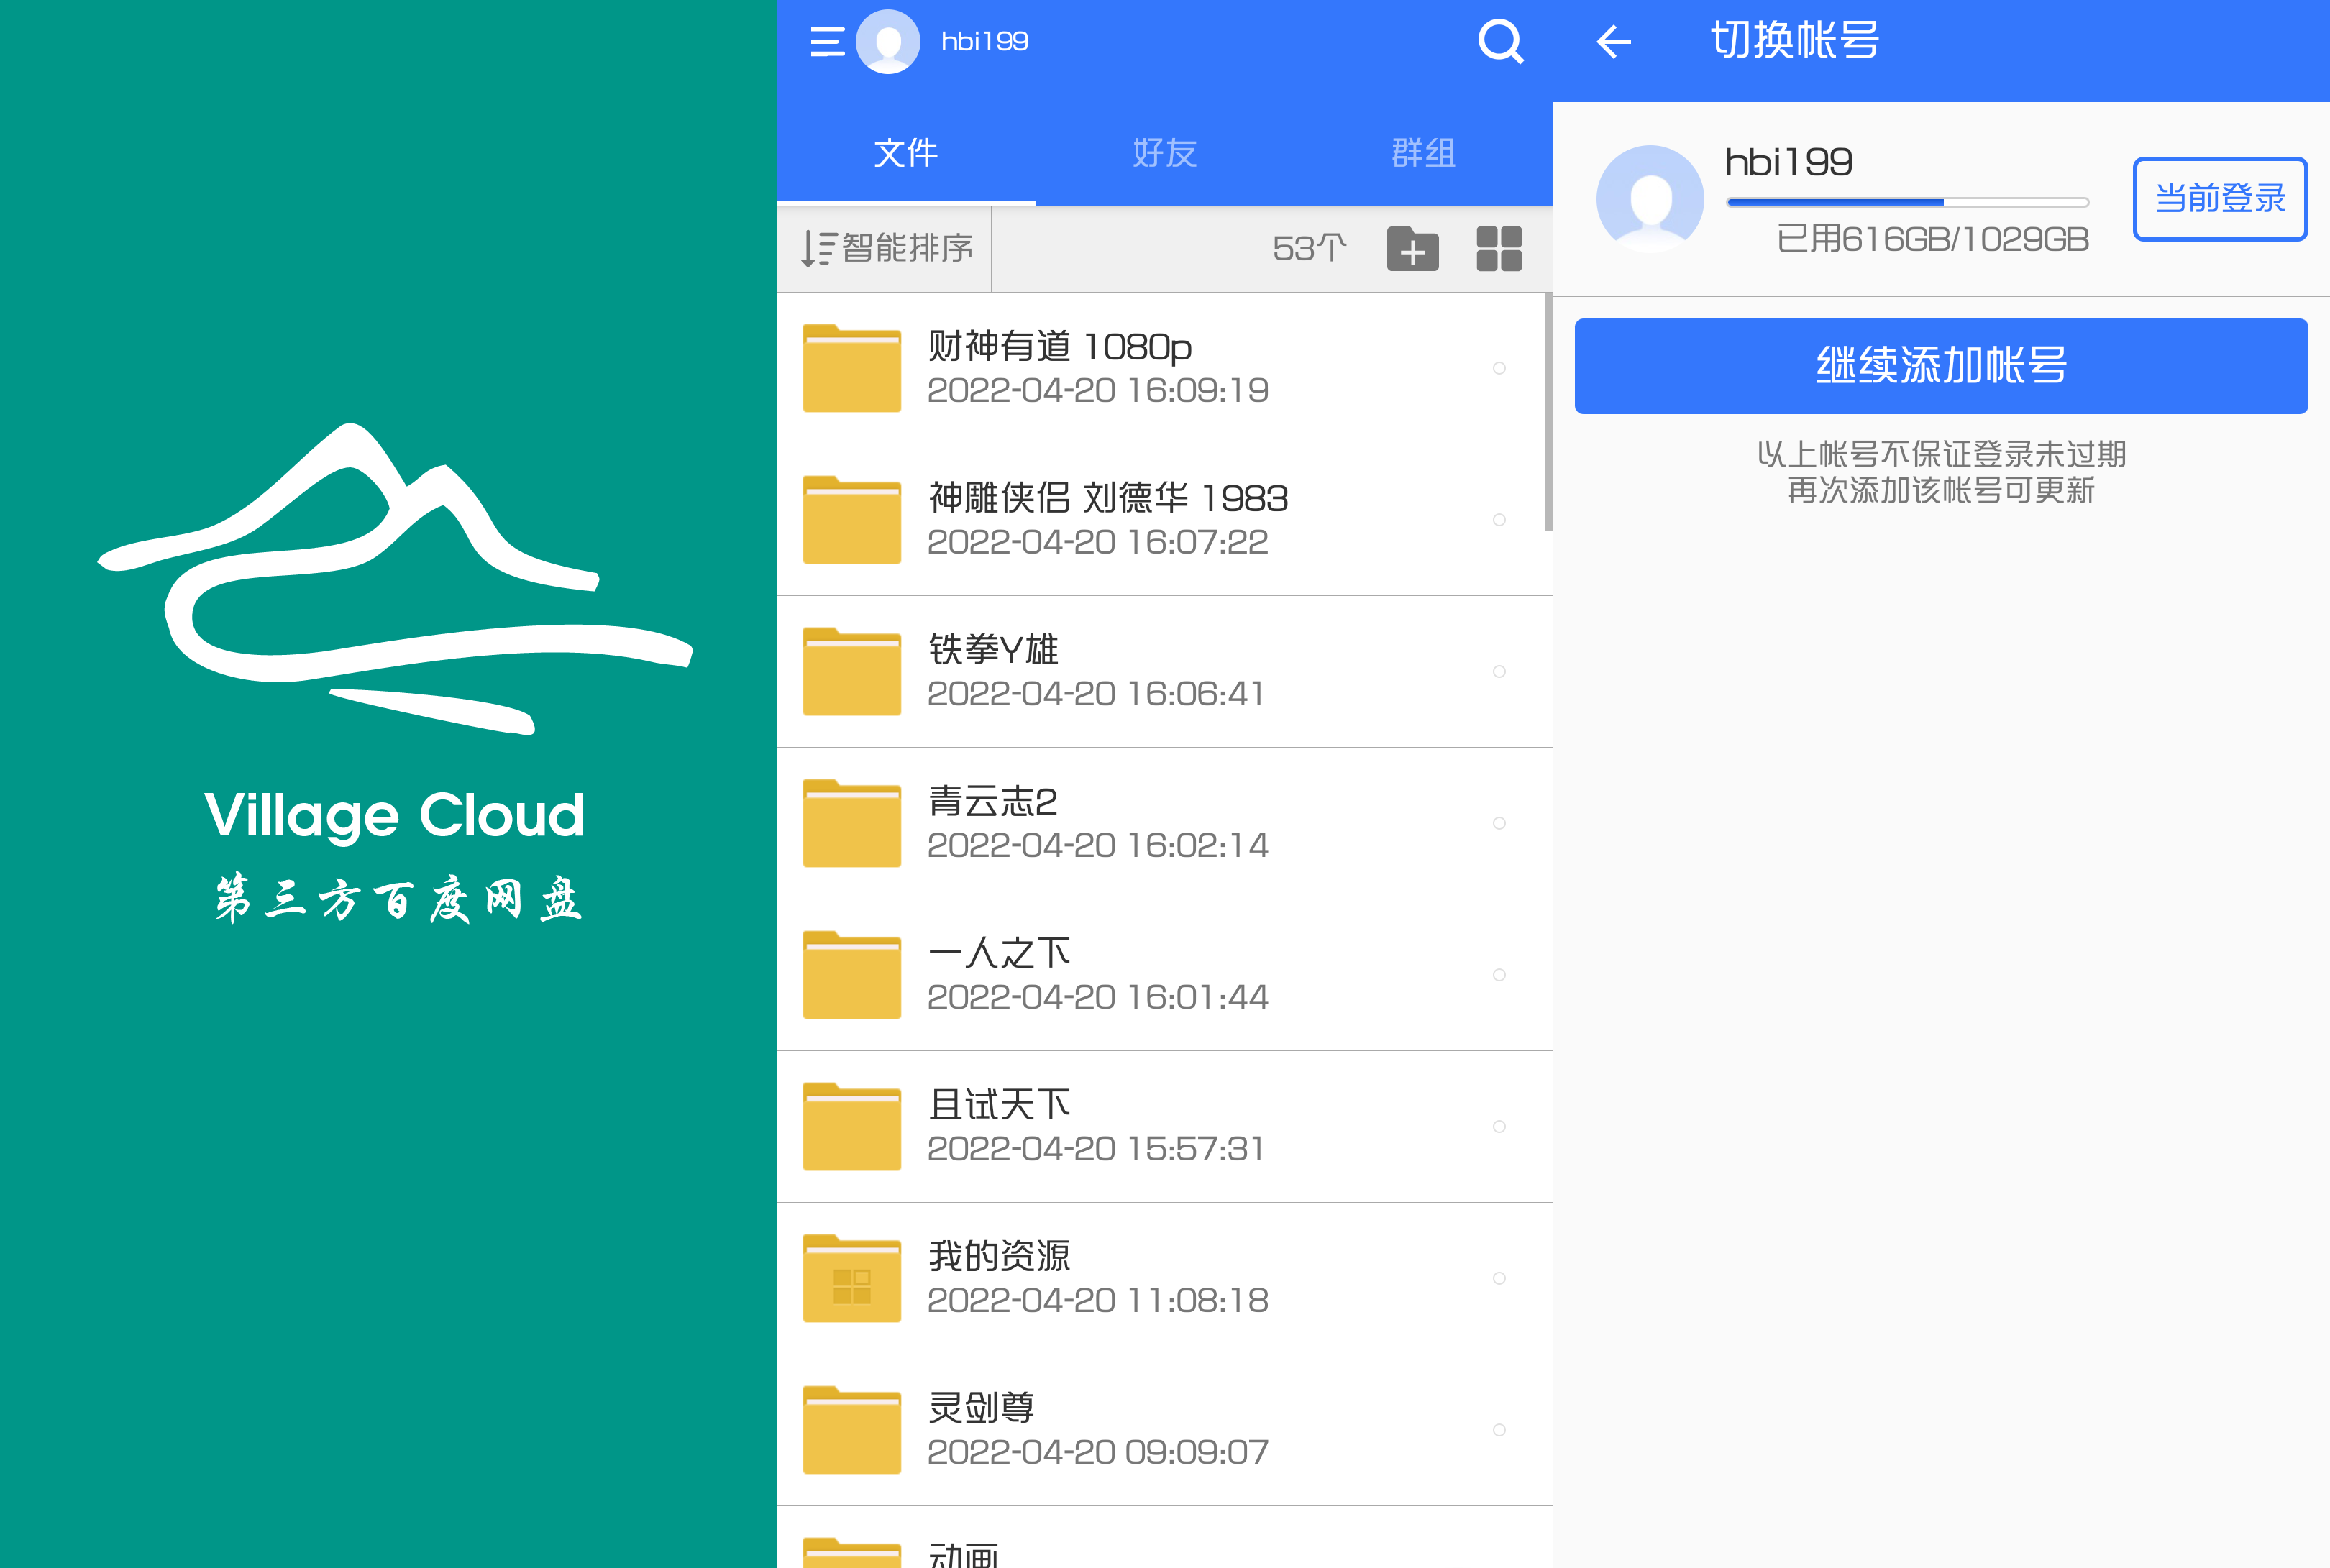 Village Cloud
第三方百度网盘
hbi199
文件
好友
群组
智能排序
53个
财神有道 1080p
2022-04-20 16:09:19
神雕侠侣 刘德华 1983
2022-04-20 16:07:22
铁拳Y雄
2022-04-20 16:06:41
青云志2
2022-04-20 16:02:14
一人之下
2022-04-20 16:01:44
且试天下
2022-04-20 15:57:31
我的资源
2022-04-20 11:08:18
灵剑尊
2022-04-20 09:09:07
动画
切换帐号
hbi199
已用616GB/1029GB
当前登录
继续添加帐号
以上帐号不保证登录未过期
再次添加该帐号可更新